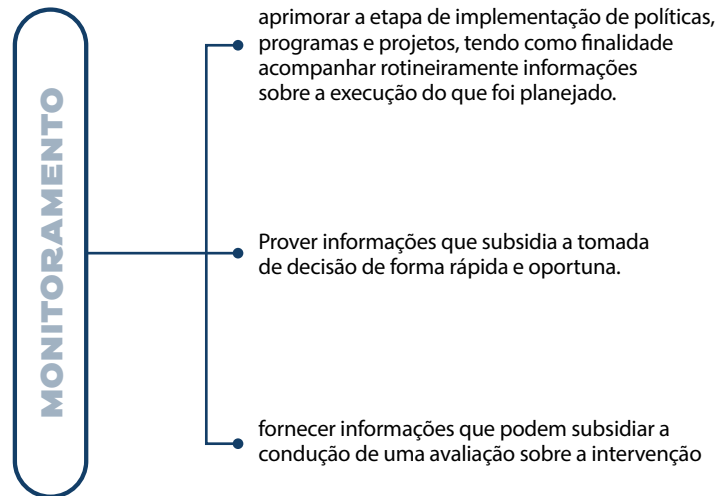 MONITORAMENTO
aprimorar a etapa de implementação de políticas,
programas e projetos, tendo como finalidade
acompanhar rotineiramente informações
sobre a execução do que foi planejado.
Prover informações que subsidia a tomada
de decisão de forma rápida e oportuna.
fornecer informações que podem subsidiar a
condução de uma avaliação sobre a intervenção